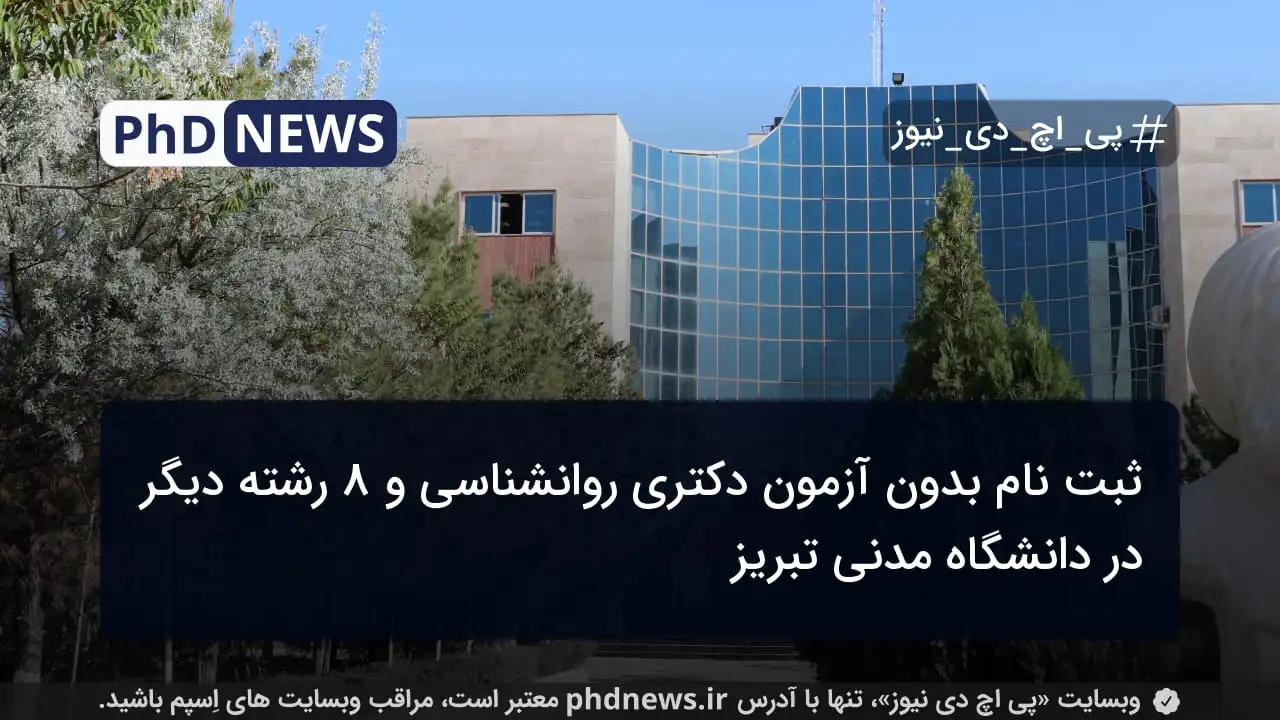 PhD NEWS
#پی_اچ_دی_نیوز
ثبت نام بدون آزمون دکتری روانشناسی و ۸ رشته دیگر
در دانشگاه مدنی تبریز
وبسایت «پی اچ دی نیوز»، تنها با آدرس phdnews.ir معتبر است، مراقب وبسایت های اِسپم باشید.